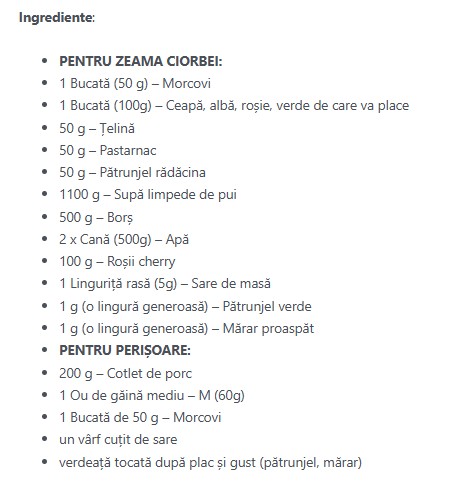 Ingrediente:
PENTRU ZEAMA CIORBEI:
1 Bucată (50 g) – Morcovi
1 Bucată (100g) – Ceapă, albă, roșie, verde de care va place
50 g – Țelină
50 g – Pastarnac
50 g – Pătrunjel rădăcina
1100 g – Supă limpede de pui
500 g – Borș
2 x Cană (500g) – Apă
100 g – Roșii cherry
1 Linguriță rasă (5g) – Sare de masă
1 g (o lingură generoasă) – Pătrunjel verde
1 g (o lingură generoasă) – Mărar proaspăt
PENTRU PERIȘOARE:
200 g – Cotlet de porc
1 Ou de găină mediu – M (60g)
1 Bucată de 50 g – Morcovi
un vârf cuțit de sare
verdeață tocată după plac și gust (pătrunjel, mărar)